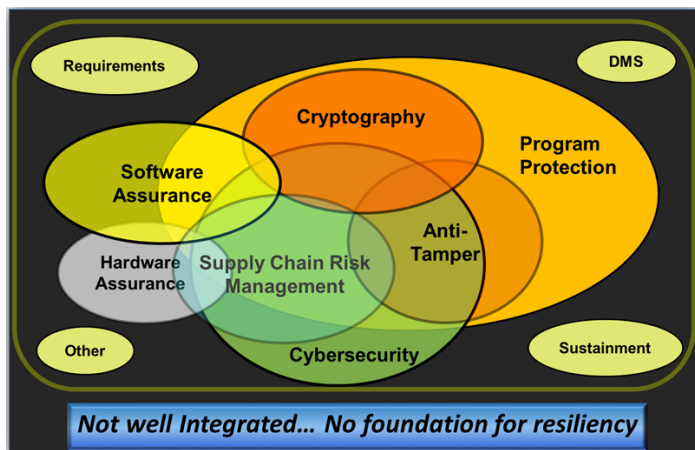 Requirements
DMS
Cryptography
Program
Protection
Software
Assurance
Anti-
Tamper
Hardware
Assurance
Supply Chain Risk
Management
Other
Cybersecurity
Sustainment
Not well Integrated... No foundation for resiliency